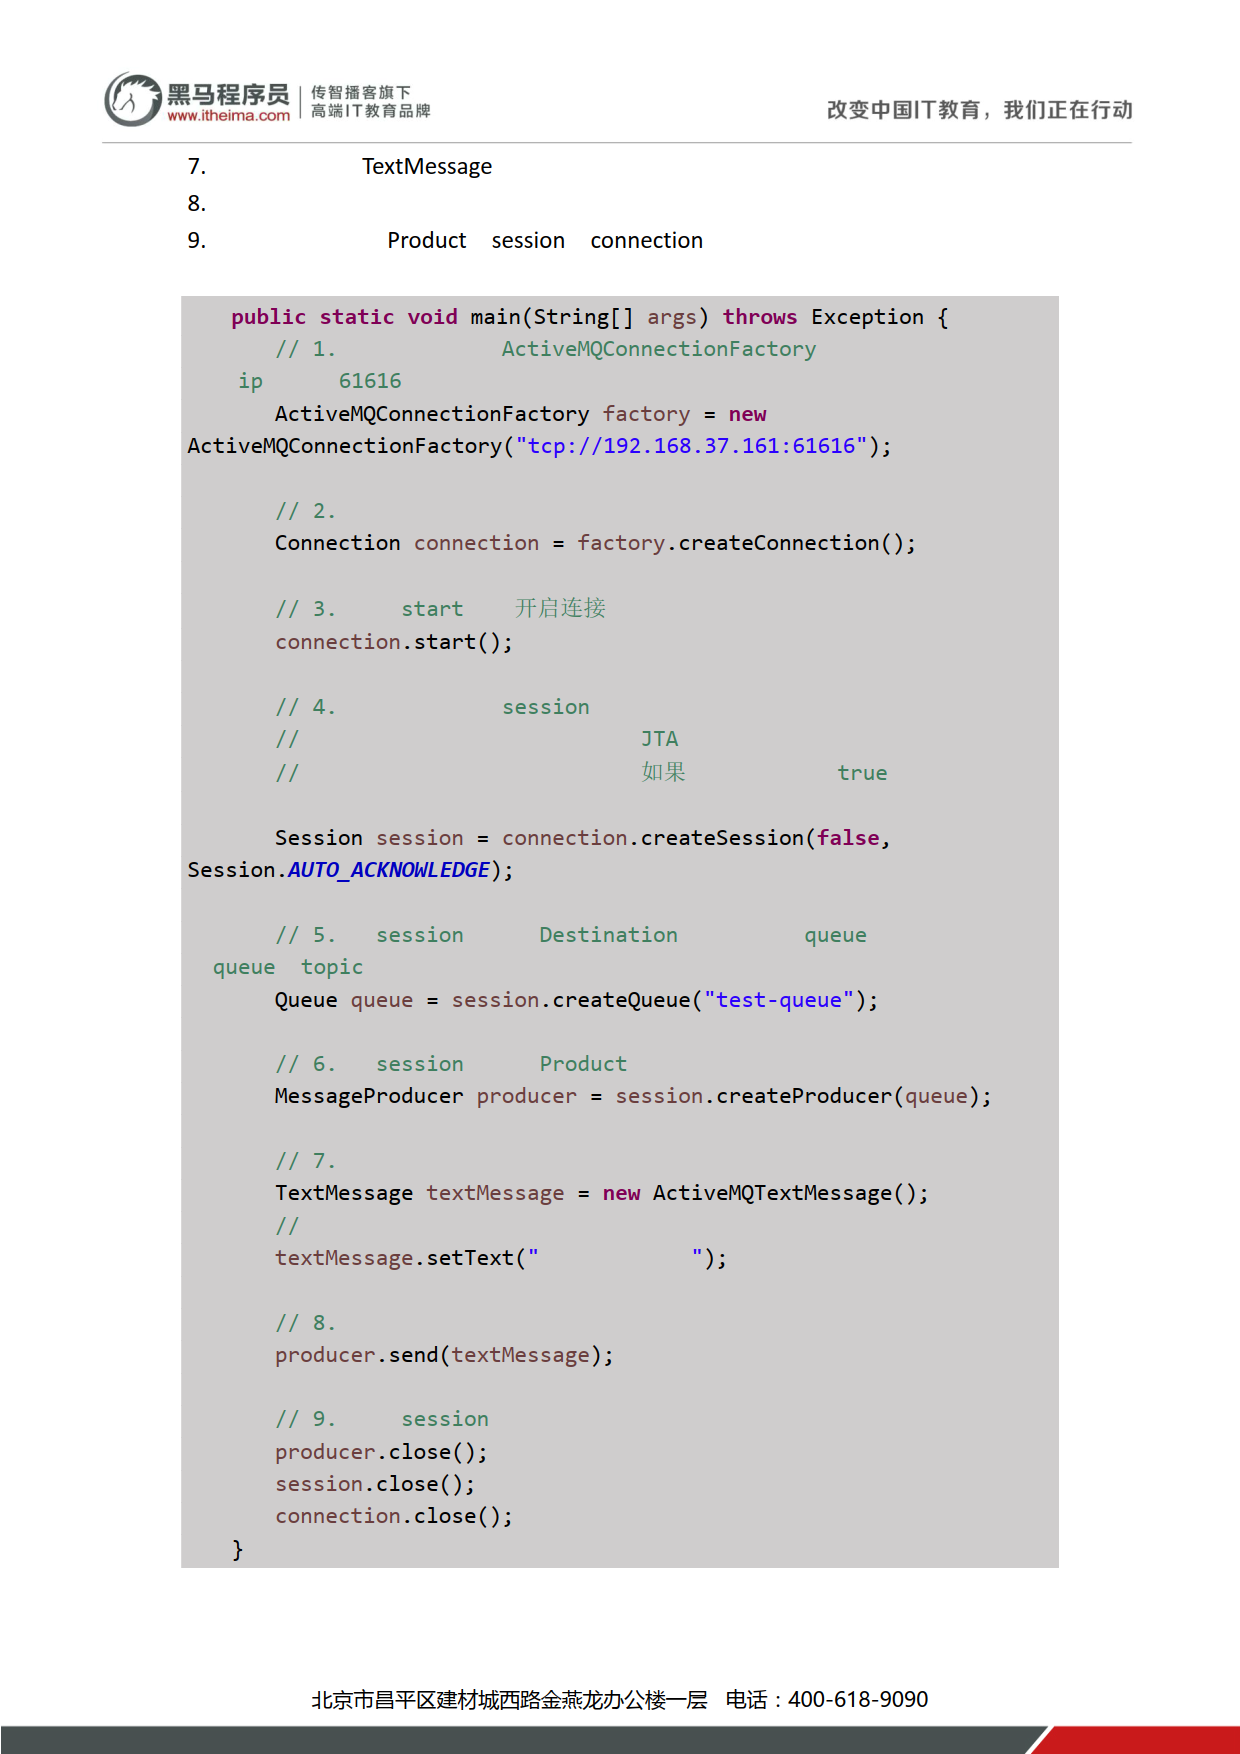 黑马程序员
www.itheima.com
传智播客旗下
高端IT教育品牌
改变中国IT教育，我们正在行动
7. TextMessage
8.
9. Product session connection
public static void main(String[] args) throws Exception {
// 1. ActiveMQConnectionFactory
ip 61616
ActiveMQConnectionFactory factory = new
ActiveMQConnectionFactory("tcp://192.168.37.161:61616");
// 2.
Connection connection = factory.createConnection();
// 3. start 开启连接
connection.start();
// 4. session
// JTA
// 如果 true
Session session = connection.createSession(false,
Session.AUTO_ACKNOWLEDGE);
// 5. session Destination queue
queue topic
Queue queue = session.createQueue("test-queue");
// 6. session Product
MessageProducer producer = session.createProducer(queue);
// 7.
TextMessage textMessage = new ActiveMQTextMessage();
//
textMessage.setText(" ");
// 8.
producer.send(textMessage);
// 9. session
producer.close();
session.close();
connection.close();
}
北京市昌平区建材城西路金燕龙办公楼一层 电话：400-618-9090